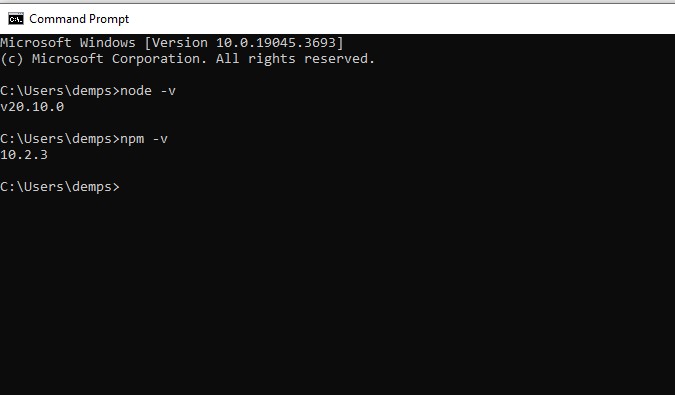 Command Prompt
Microsoft Windows [Version 10.0.19045.3693]
(c) Microsoft Corporation. All rights reserved.
C:\Users\demps>node -v
v20.10.0
C:\Users\demps>npm -v
10.2.3
C:\Users\demps>